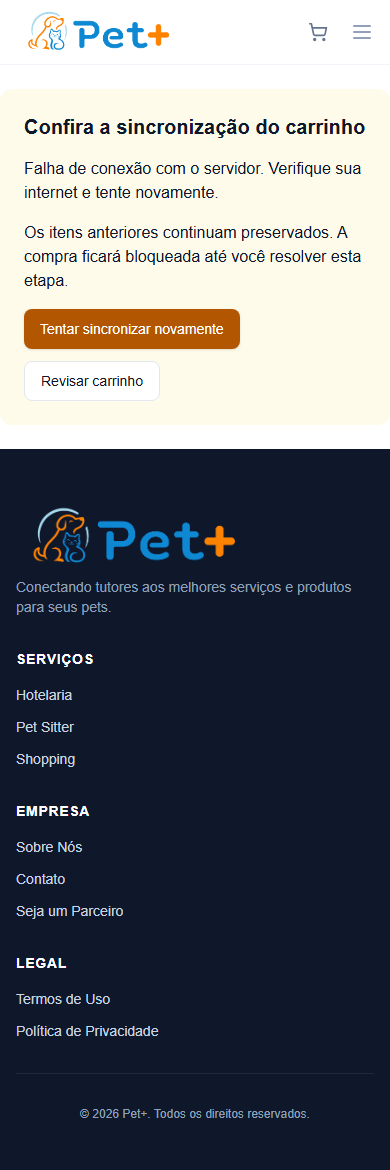 Pet+
Confira a sincronização do carrinho
Falha de conexão com o servidor. Verifique sua
internet e tente novamente.
Os itens anteriores continuam preservados. A
compra ficará bloqueada até você resolver esta
etapa.
Tentar sincronizar novamente
Revisar carrinho
Pet+
Conectando tutores aos melhores serviços e produtos
para seus pets.
SERVIÇOS
Hotelaria
Pet Sitter
Shopping
EMPRESA
Sobre Nós
Contato
Seja um Parceiro
LEGAL
Termos de Uso
Política de Privacidade
© 2026 Pet+. Todos os direitos reservados.